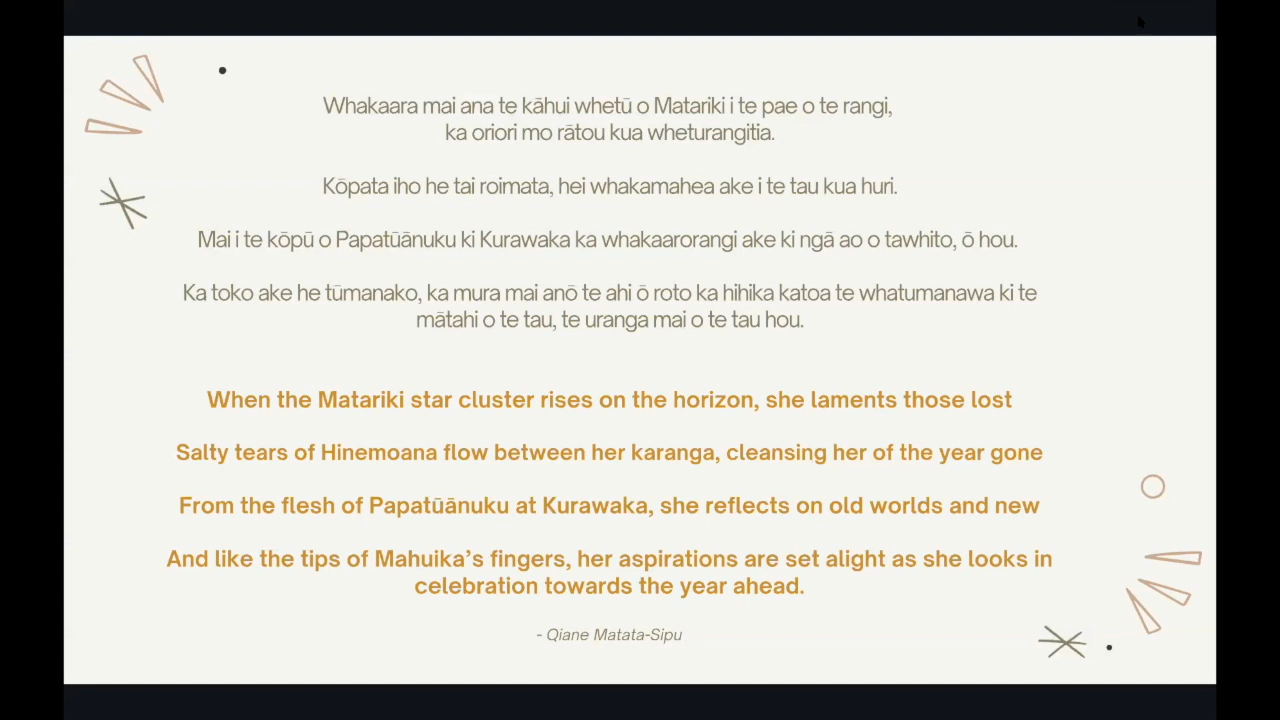 Whakaara mai ana te kāhui whetū o Matariki i te pae o te rangi,
ka oriori mo rātou kua wheturangitia.
Kōpata iho he tai roimata, hei whakamahea ake i te tau kua huri.
Mai i te kōpū o Papatūānuku ki Kurawaka ka whakaarorangi ake ki ngā ao o tawhito, ō hou.
Ka toko ake he tūmanako, ka mura mai anō te ahi ō roto ka hihika katoa te whatumanawa ki te
mātahi o te tau, te uranga mai o te tau hou.
When the Matariki star cluster rises on the horizon, she laments those lost
Salty tears of Hinemoana flow between her karanga, cleansing her of the year gone
From the flesh of Papatūānuku at Kurawaka, she reflects on old worlds and new
And like the tips of Mahuika’s fingers, her aspirations are set alight as she looks in
celebration towards the year ahead.
- Qiane Matata-Sipu